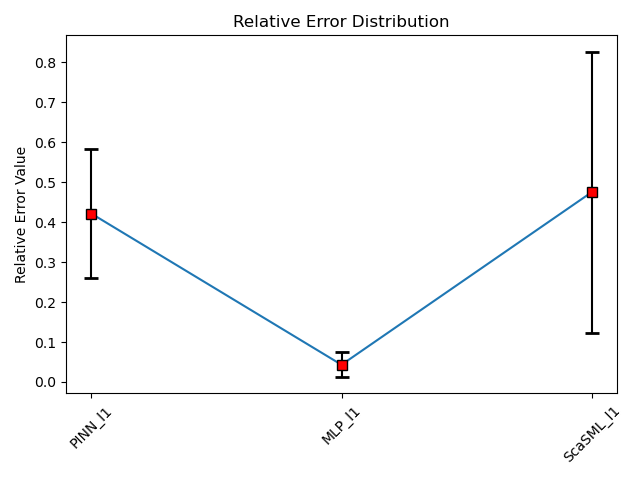 Relative Error Distribution
Relative Error Value
0.8
0.7
0.6
0.5
0.4
0.3
0.2
0.1
0.0
PINN_l1
MLP_l1
ScaSML_l1